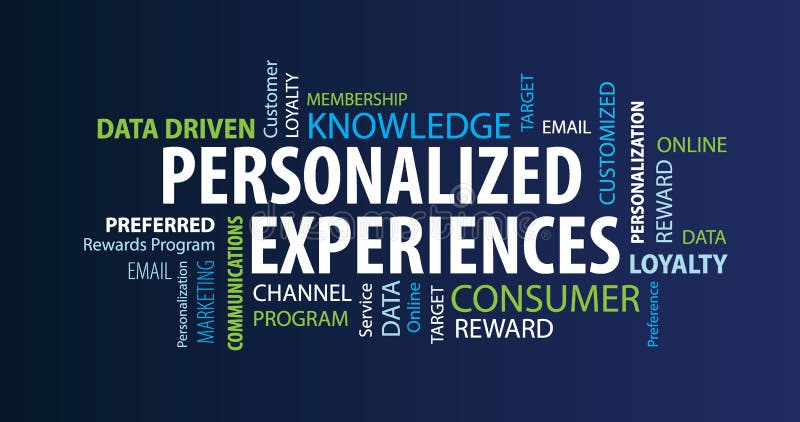 Customer
LOYALTY
MEMBERSHIP
TARGET
CUSTOMIZED
DATA DRIVEN
KNOWLEDGE
EMAIL
PERSONALIZATION
ONLINE
PERSONALIZED
REWARD
PREFERRED
EXPERIENCES
DATA
Rewards Program
COMMUNICATIONS
LOYALTY
EMAIL
Personalization
MARKETING
CHANNEL
Service
DATA
Online
TARGET
CONSUMER
Preference
PROGRAM
REWARD
dreamstime